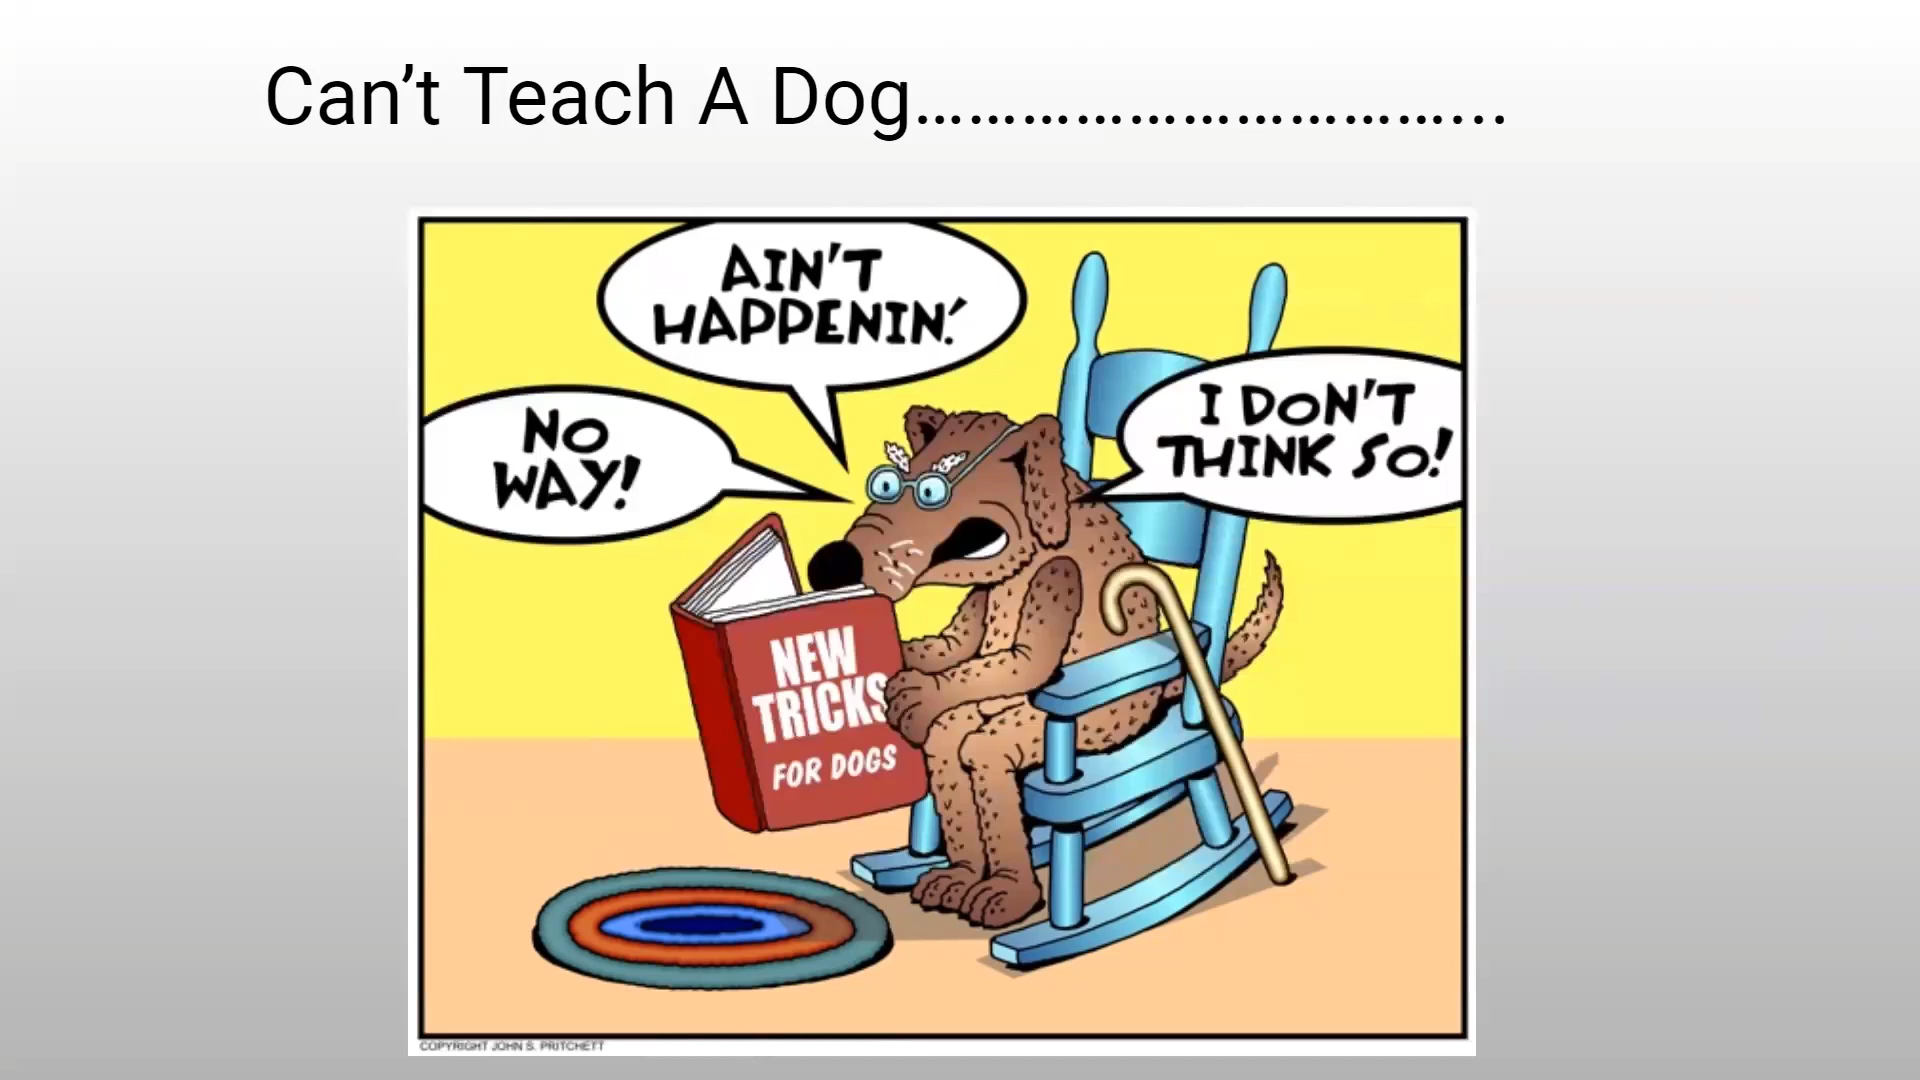 Can’t Teach A Dog…………………………...
AIN'T
HAPPENIN'.
NO
WAY!
I DON'T
THINK SO!
NEW
TRICKS
FOR DOGS
COPYRIGHT JOHN S. PRITCHETT